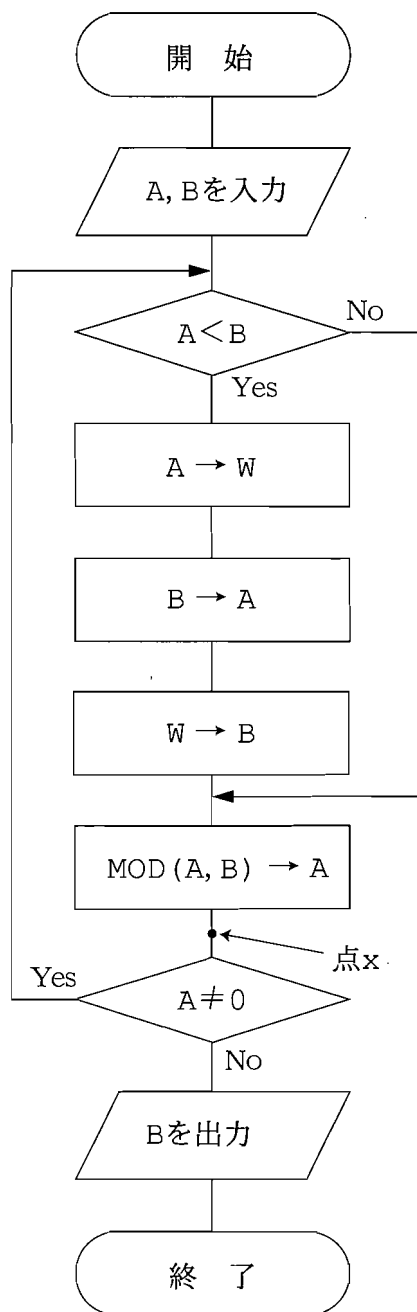 開 始
A,Bを入力
A<B
No
Yes
A → W
B → A
W → B
MOD(A,B) → A
点x
Yes
A≠0
No
Bを出力
終 了